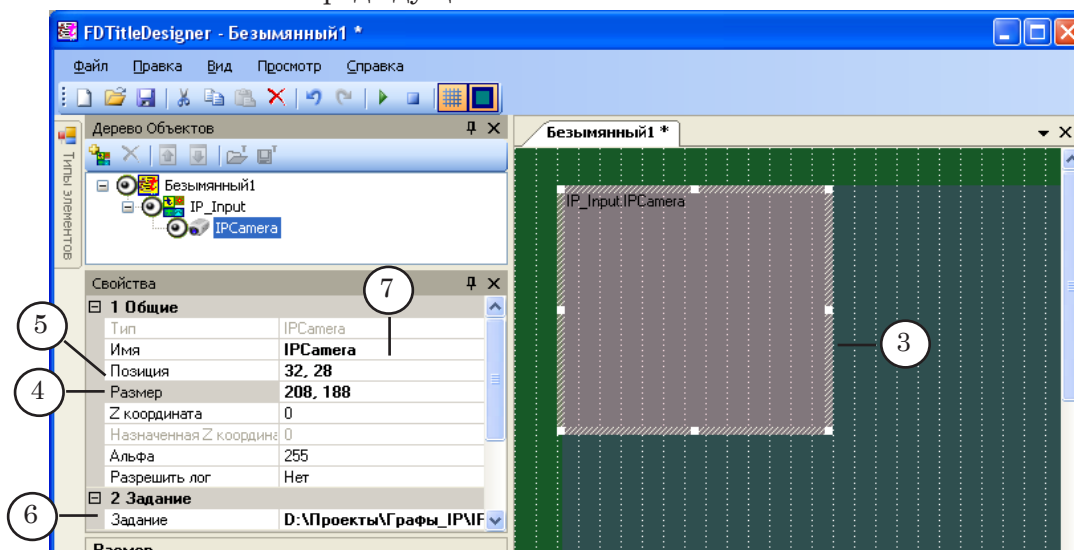 FDTitleDesigner - Безымянный1 *
Файл Правка Вид Просмотр Справка
Дерево Объектов
Безымянный1 *
Типы элементов
Безымянный1
IP_Input
IPCamera
IP_Input.IPCamera
Свойства
7
1 Общие
Тип IPCamera
5
Имя IPCamera
3
Позиция 32, 28
4
Размер 208, 188
Z координата 0
Назначенная Z координа 0
Альфа 255
Разрешить лог Нет
2 Задание
6
Задание D:\Проекты\Графы_IP\IF
Размер